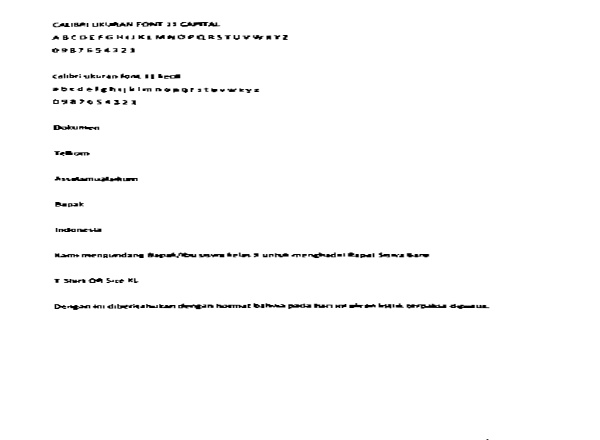 CALIBRI UKURAN FONT 11 CAPITAL
A B C D E F G H I J K L M N O P Q R S T U V W X Y Z
0 9 8 7 6 5 4 3 2 1
calibri ukuran font 11 kecil
a b c d e f g h i j k l m n o p q r s t u v w x y z
0 9 8 7 6 5 4 3 2 1
Dokumen
Telkom
Assalamualaikum
Bapak
Indonesia
Kami mengundang Bapak/Ibu siswa kelas untuk menghadiri Rapat Siswa Baru
T Shirt OR Size XL
Dengan ini diberitahukan dengan hormat bahwa pada hari ini aliran listrik terpaksa diputus.